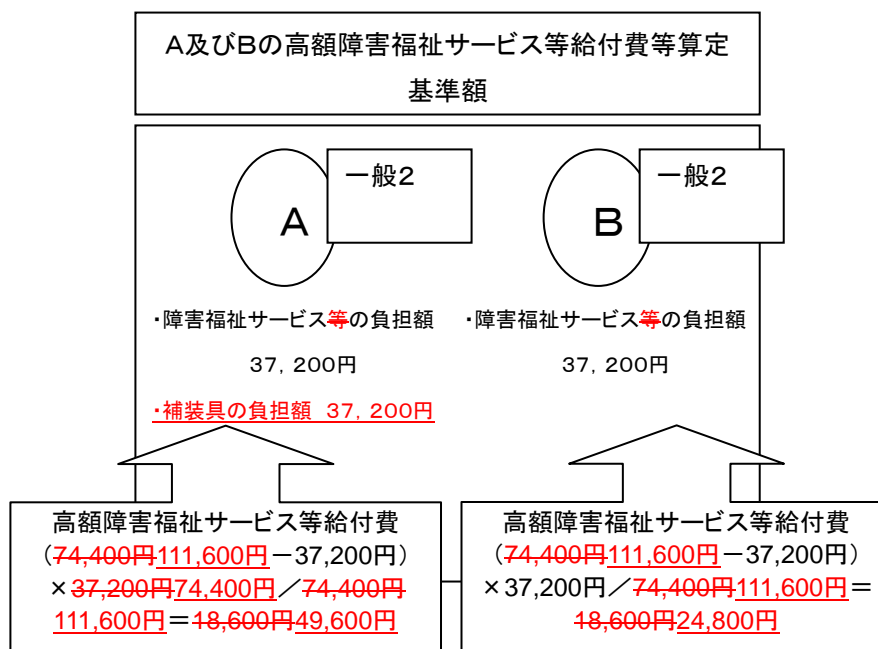 A及びBの高額障害福祉サービス等給付費等算定
基準額
一般2
一般2
A
B
・障害福祉サービス等の負担額
・障害福祉サービス等の負担額
37,200円
37,200円
・補装具の負担額 37,200円
高額障害福祉サービス等給付費
(74,400円111,600円-37,200円)
×37,200円74,400円/74,400円
111,600円=18,600円49,600円
高額障害福祉サービス等給付費
(74,400円111,600円-37,200円)
×37,200円/74,400円111,600円=
18,600円24,800円